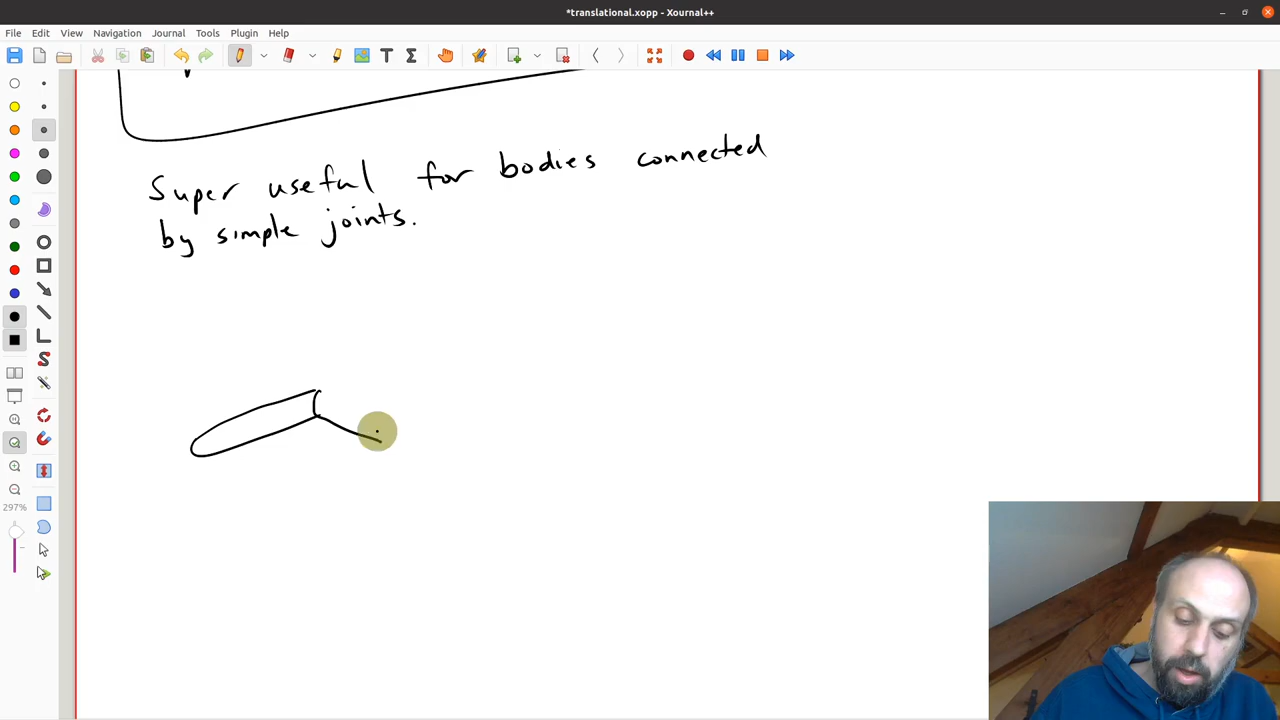 *translational.xopp - Xournal++
File Edit View Navigation Journal Tools Plugin Help
Super useful for bodies connected
by simple joints.
297%